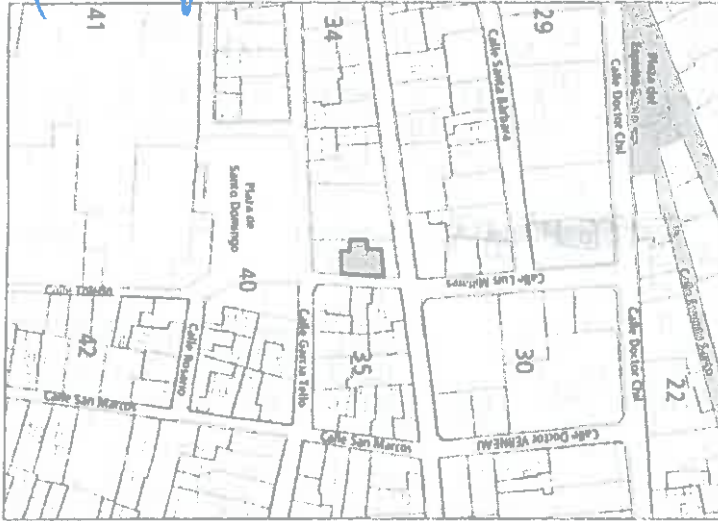 41
34
29
Calle Santa Bárbara
Plaza del
Calle Doctor Chil
Plaza de
Santo Domingo
40
Calle Luis Millares
Calle Doctor Chil
22
42
Calle Rosario
Calle García Tello
35
30
Calle San Marcos
Calle San Marcos
Calle Doctor VERNEAU